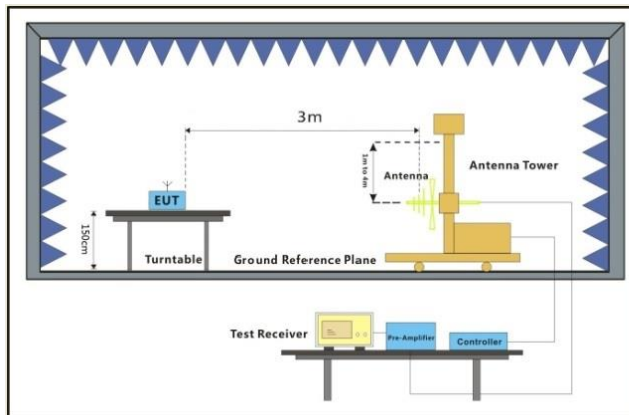 3m
1m to 4m
Antenna
Antenna Tower
EUT
150cm
Turntable
Ground Reference Plane
Test Receiver
Pre-Amplifier
Controller